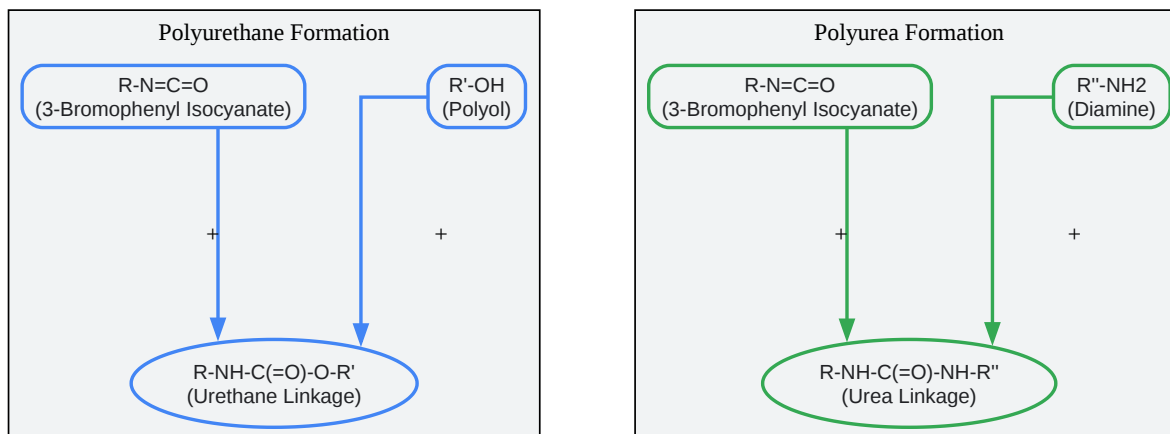 Polyurethane Formation
R-N=C=O
(3-Bromophenyl Isocyanate)
R'-OH
(Polyol)
+
+
R-NH-C(=O)-O-R'
(Urethane Linkage)
Polyurea Formation
R-N=C=O
(3-Bromophenyl Isocyanate)
R''-NH2
(Diamine)
+
+
R-NH-C(=O)-NH-R''
(Urea Linkage)